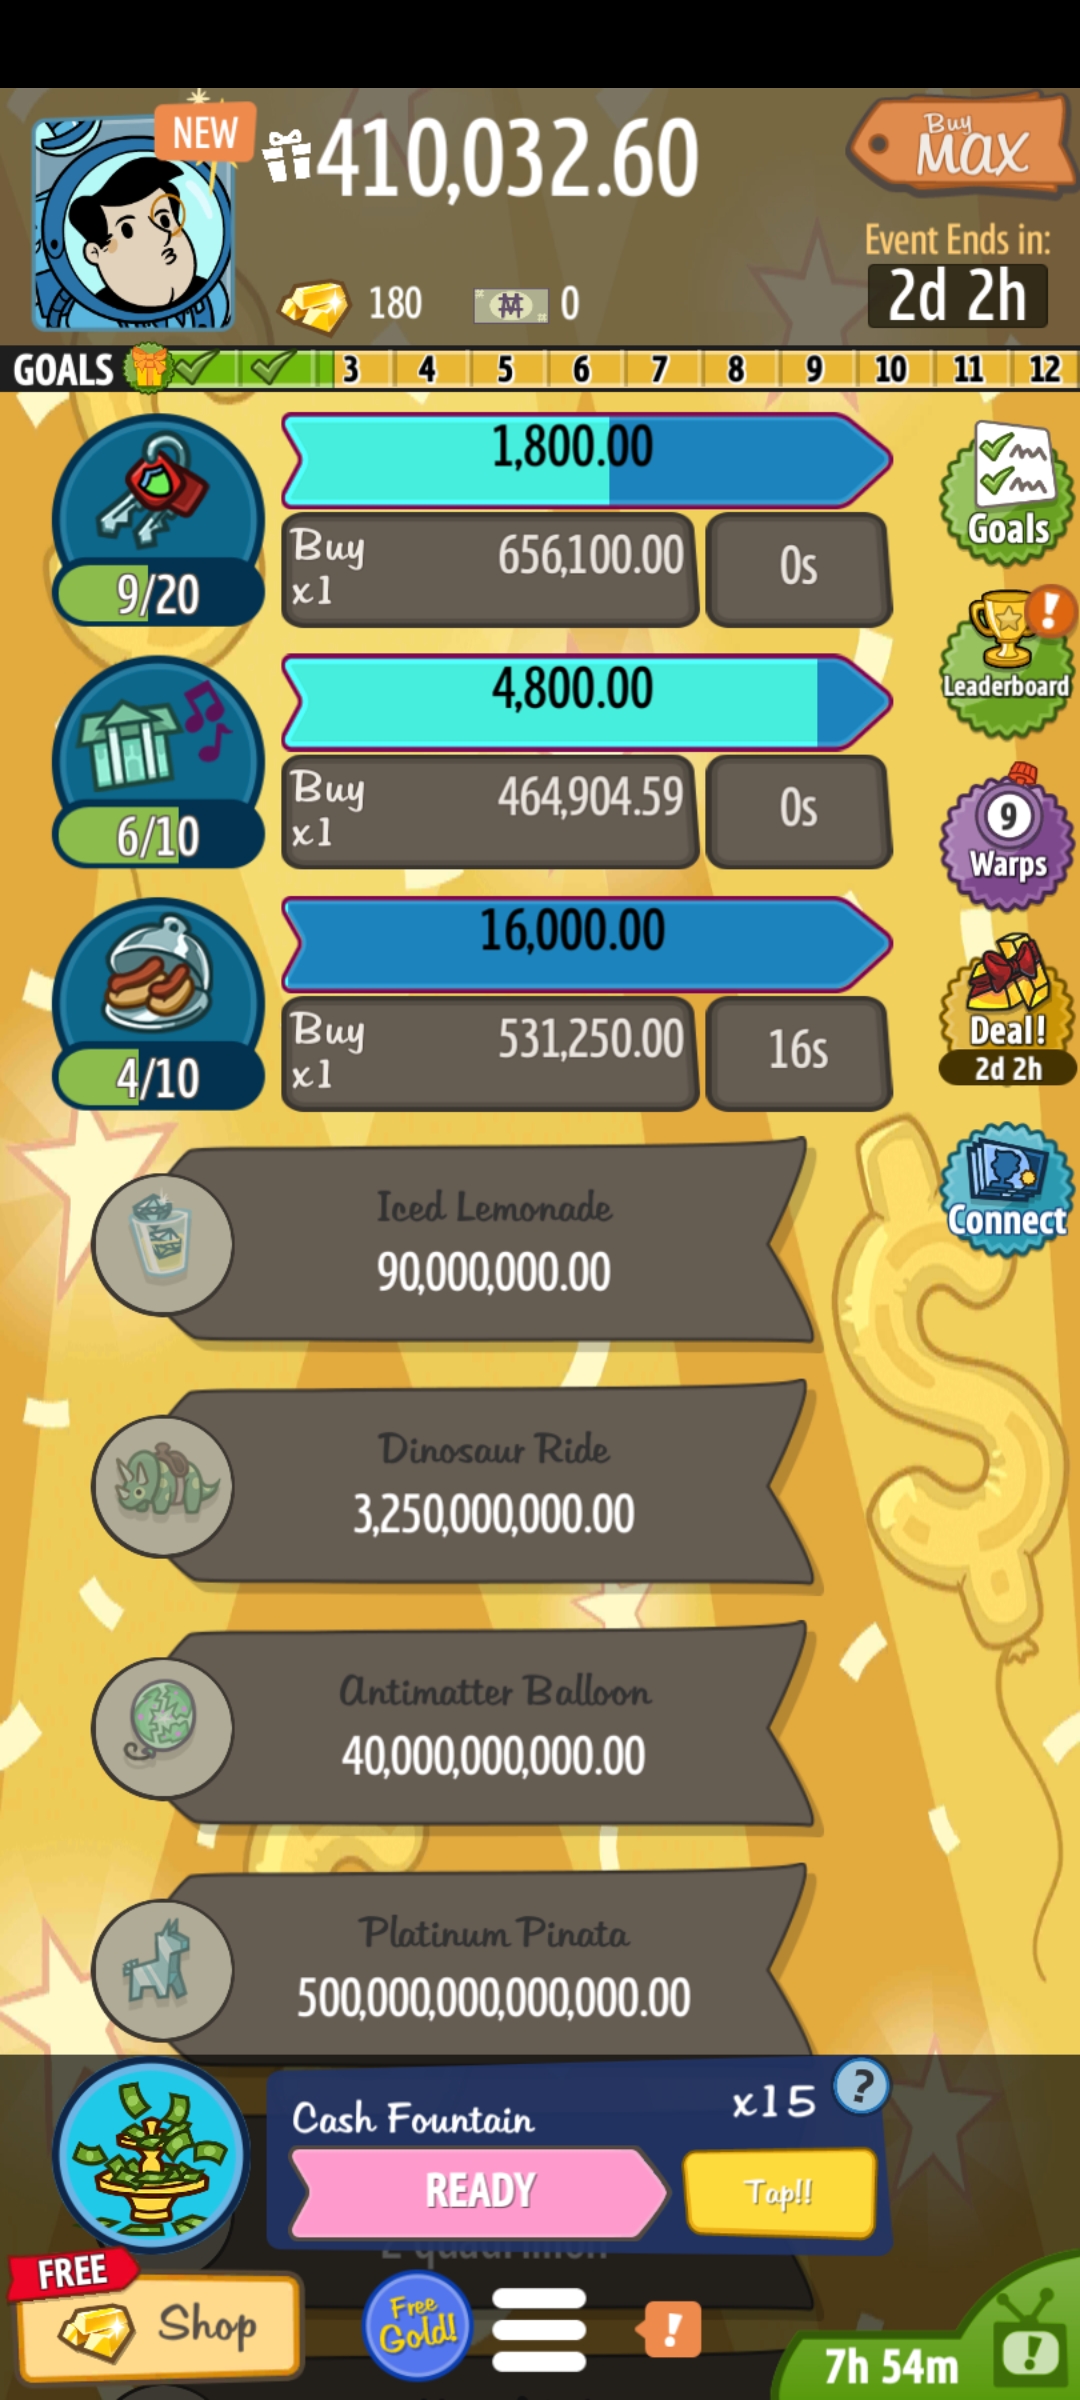 NEW
410,032.60
Buy
Max
180
0
Event Ends in:
2d 2h
GOALS 3 4 5 6 7 8 9 10 11 12
1,800.00
Buy
x1
656,100.00
0s
9/20
Goals
4,800.00
Buy
x1
464,904.59
0s
6/10
Leaderboard
!
9
Warps
16,000.00
Buy
x1
531,250.00
16s
4/10
Deal!
2d 2h
Connect
Iced Lemonade
90,000,000.00
Dinosaur Ride
3,250,000,000.00
Antimatter Balloon
40,000,000,000.00
Platinum Pinata
500,000,000,000,000.00
Cash Fountain
x15
?
READY
Tap!!
FREE
Shop
Free
Gold!
!
7h 54m
!